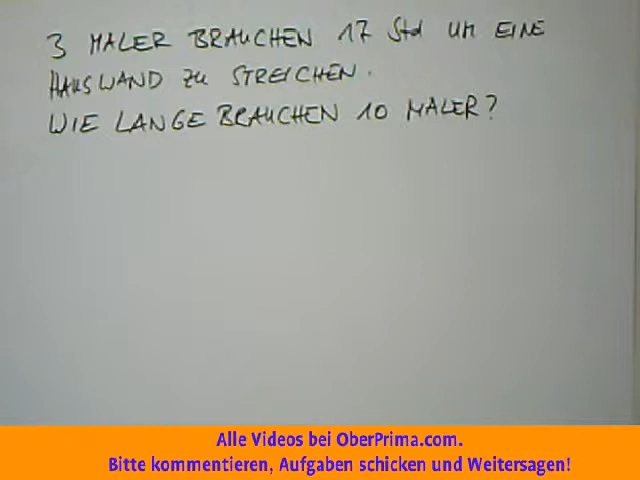 3 MALER BRAUCHEN 17 Std UM EINE
HAUSWAND ZU STREICHEN.
WIE LANGE BRAUCHEN 10 MALER?
Alle Videos bei OberPrima.com.
Bitte kommentieren, Aufgaben schicken und Weitersagen!